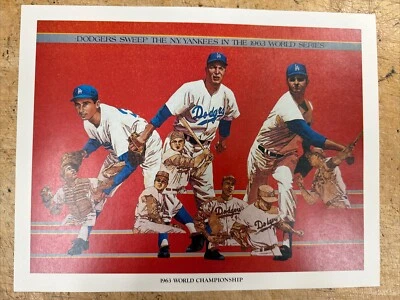 DODGERS SWEEP THE N.Y. YANKEES IN THE 1963 WORLD SERIES
Dodgers
Dodgers
Dodgers
1963 WORLD CHAMPIONSHIP